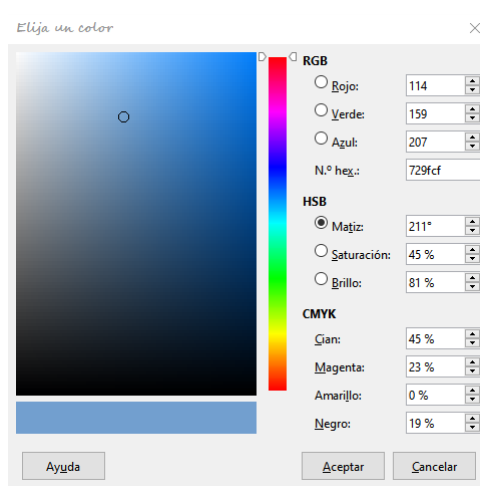 Elija un color
RGB
Rojo: 114
Verde: 159
Azul: 207
N.º hex.: 729fcf
HSB
Matiz: 211°
Saturación: 45 %
Brillo: 81 %
CMYK
Cian: 45 %
Magenta: 23 %
Amarillo: 0 %
Negro: 19 %
Ayuda Aceptar Cancelar